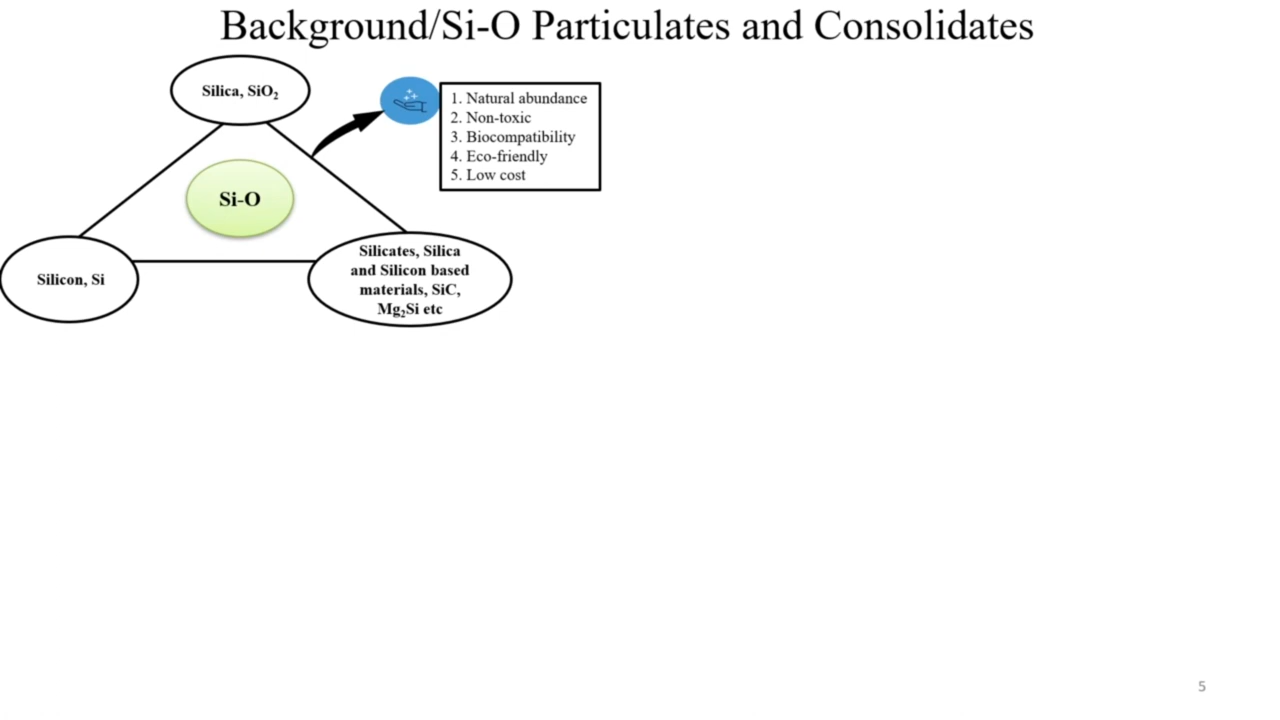 Background/Si-O Particulates and Consolidates
Silica, SiO₂
1. Natural abundance
2. Non-toxic
3. Biocompatibility
4. Eco-friendly
5. Low cost
Si-O
Silicon, Si
Silicates, Silica
and Silicon based
materials, SiC,
Mg₂Si etc
5